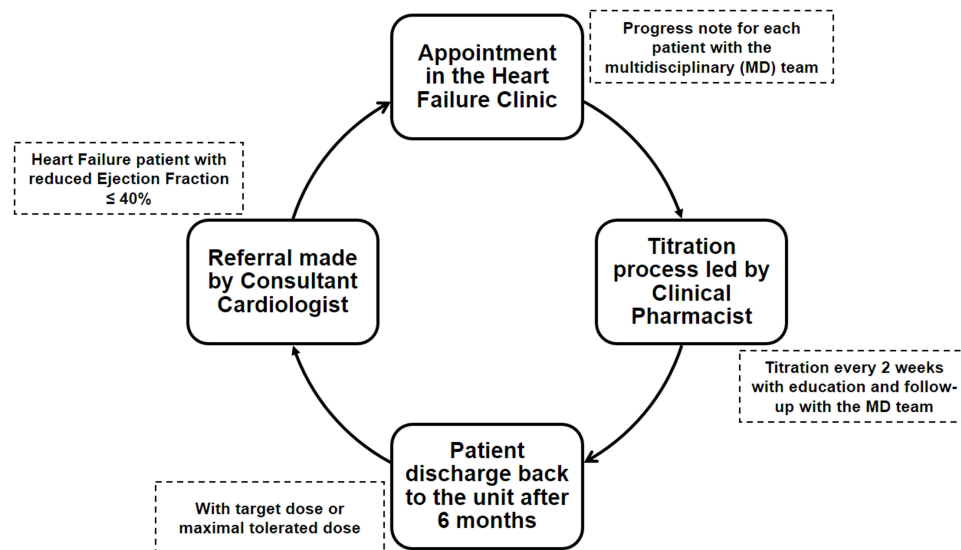 Appointment
in the Heart
Failure Clinic
Progress note for each
patient with the
multidisciplinary (MD) team
Heart Failure patient with
reduced Ejection Fraction
≤ 40%
Referral made
by Consultant
Cardiologist
Titration
process led by
Clinical
Pharmacist
Titration every 2 weeks
with education and follow-
up with the MD team
Patient
discharge back
to the unit after
6 months
With target dose or
maximal tolerated dose